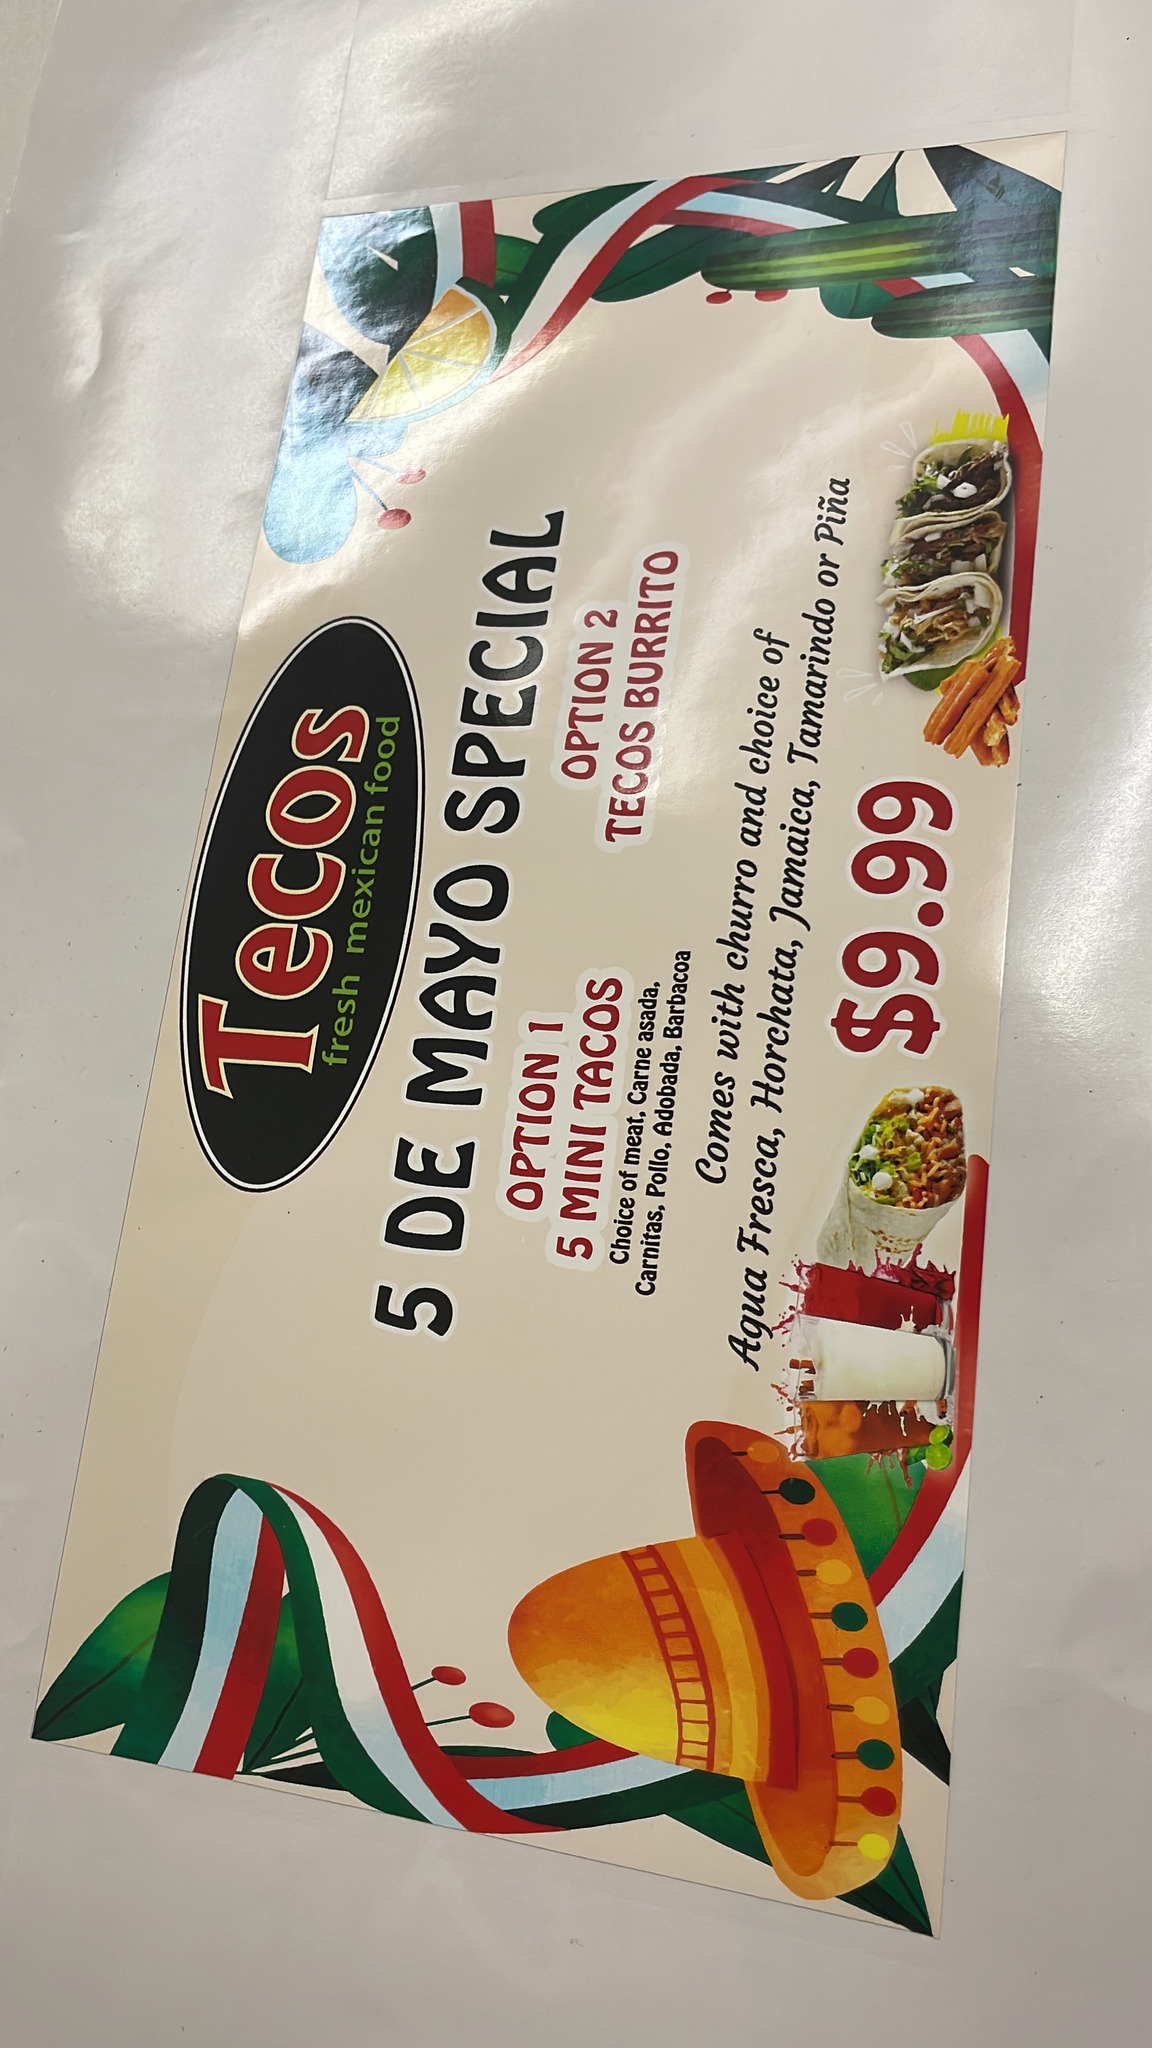 Tecos
fresh mexican food
5 DE MAYO SPECIAL
OPTION 1
5 MINI TACOS
Choice of meat, Carne asada,
Carnitas, Pollo, Adobada, Barbacoa
OPTION 2
TECOS BURRITO
Comes with churro and choice of
Agua Fresca, Horchata, Jamaica, Tamarindo or Piña
$9.99